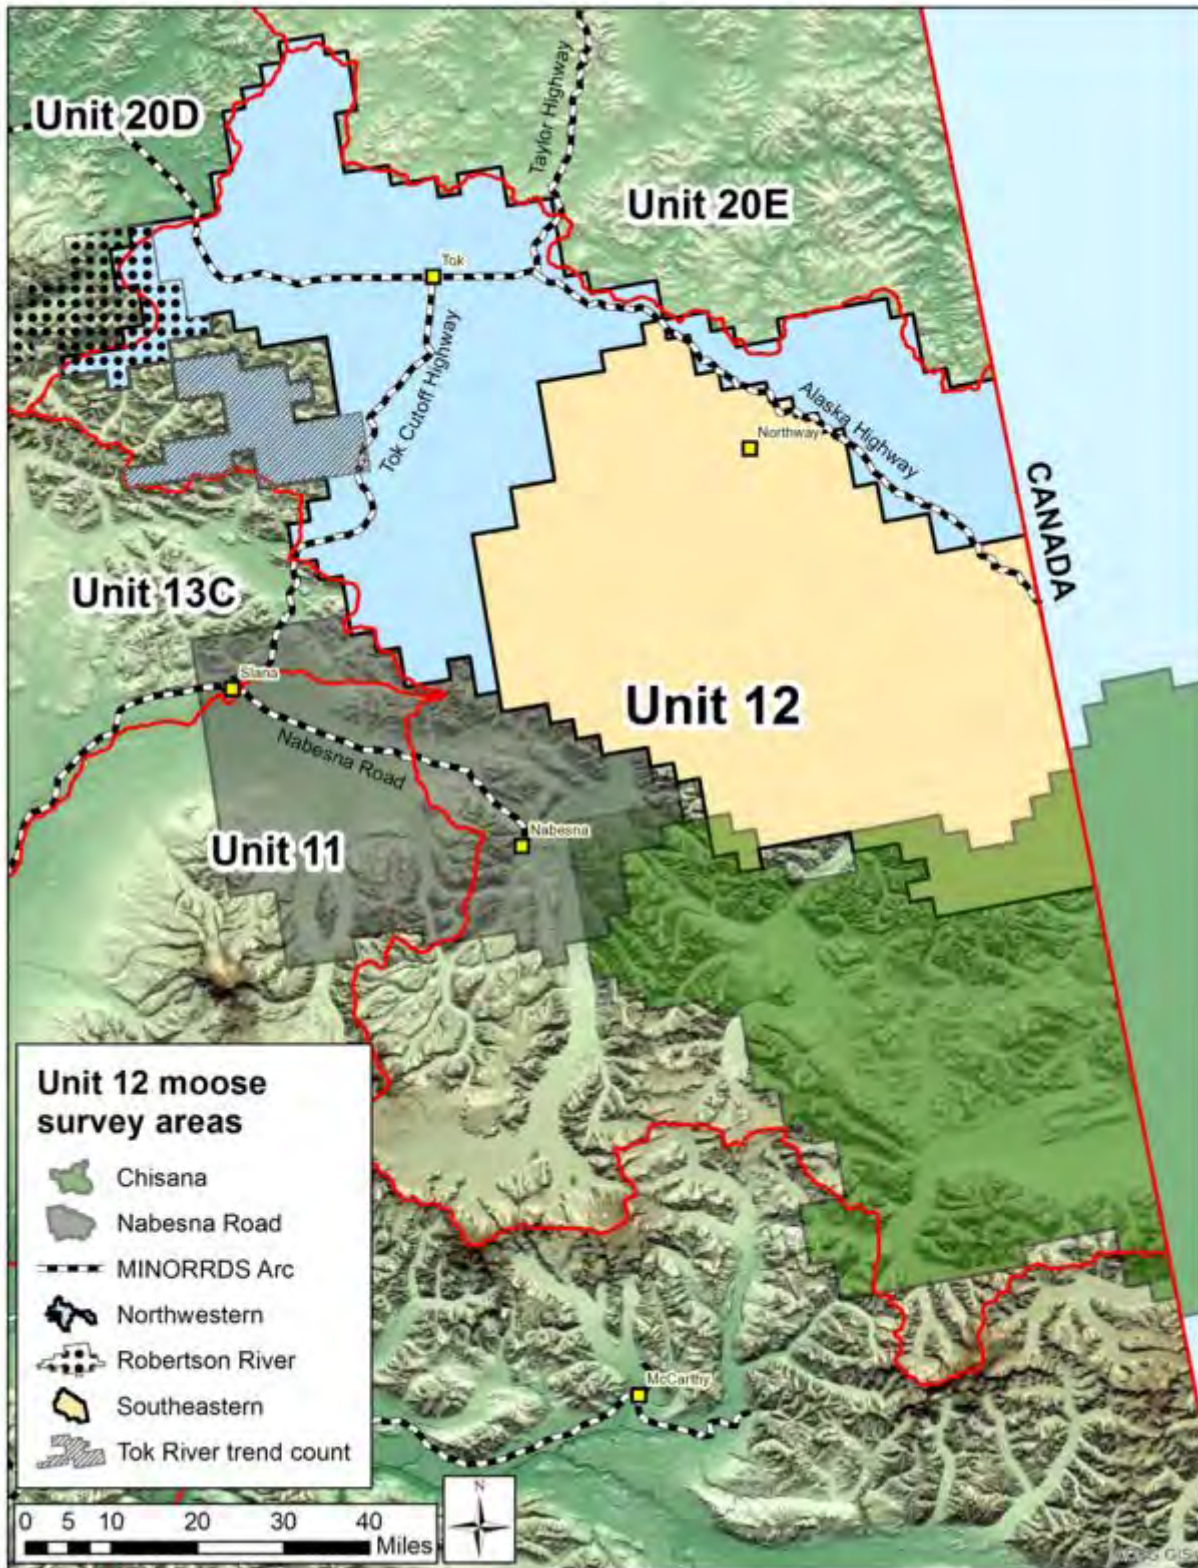 Unit 20D
Taylor Highway
Unit 20E
Tok
Tok Cutoff Highway
Alaska Highway
Northway
CANADA
Unit 13C
Slana
Unit 12
Nabesna Road
Nabesna
Unit 11
Unit 12 moose
survey areas
Chisana
Nabesna Road
MINORRDS Arc
Northwestern
Robertson River
Southeastern
Tok River trend count
McCarthy
N
0 5 10 20 30 40
Miles